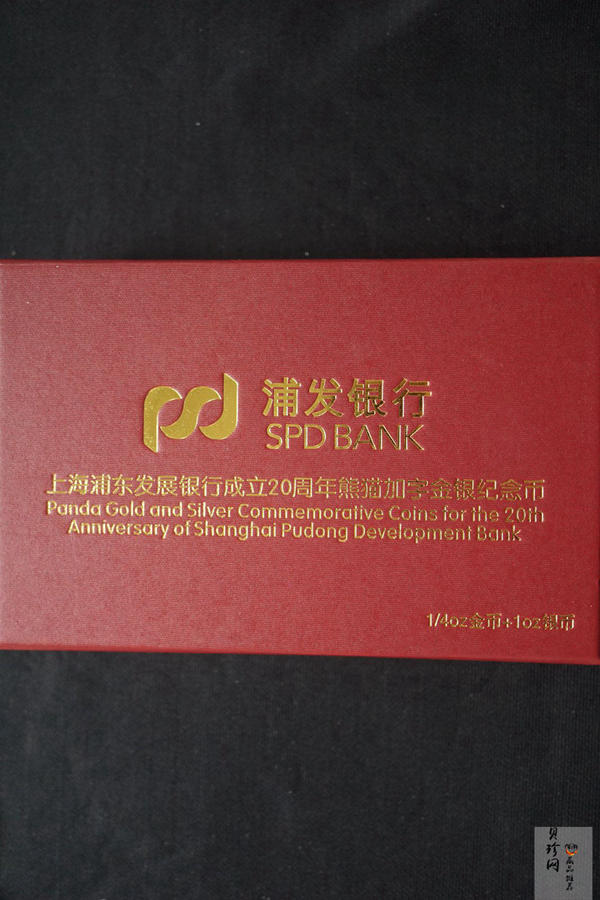 浦发银行
SPD BANK
上海浦东发展银行成立20周年熊猫加字金银纪念币
Panda Gold and Silver Commemorative Coins for the 20th
Anniversary of Shanghai Pudong Development Bank
1/4oz金币+1oz银币
贝珍网